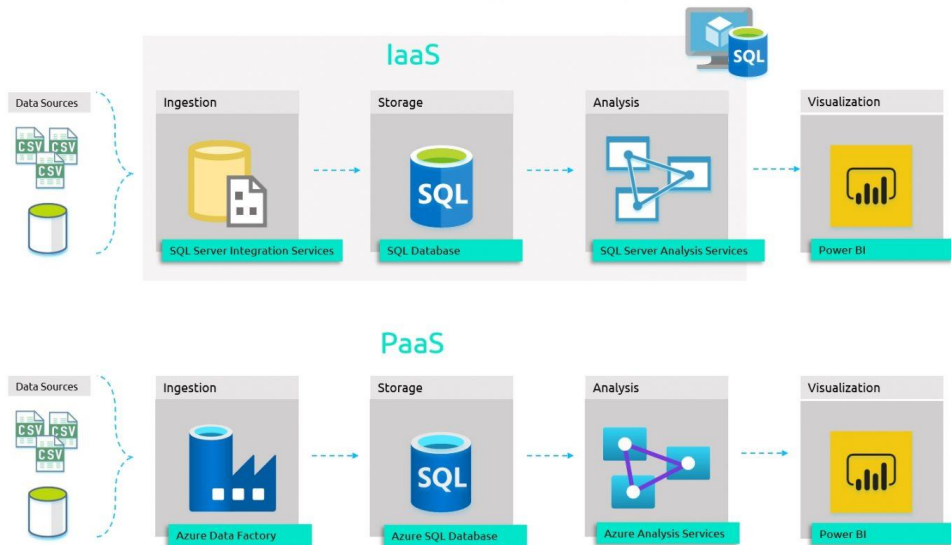 IaaS
SQL
Data Sources
Ingestion
Storage
Analysis
Visualization
CSV CSV
CSV
SQL
SQL Server Integration Services
SQL Database
SQL Server Analysis Services
Power BI
PaaS
Data Sources
Ingestion
Storage
Analysis
Visualization
CSV CSV
CSV
SQL
Azure Data Factory
Azure SQL Database
Azure Analysis Services
Power BI